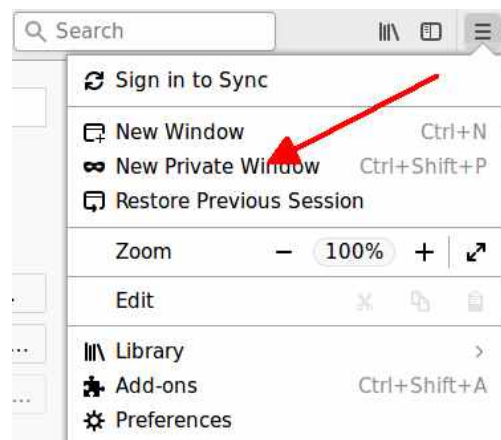 Search
Sign in to Sync
New Window Ctrl+N
New Private Window Ctrl+Shift+P
Restore Previous Session
Zoom − 100% +
Edit
Library >
Add-ons Ctrl+Shift+A
Preferences